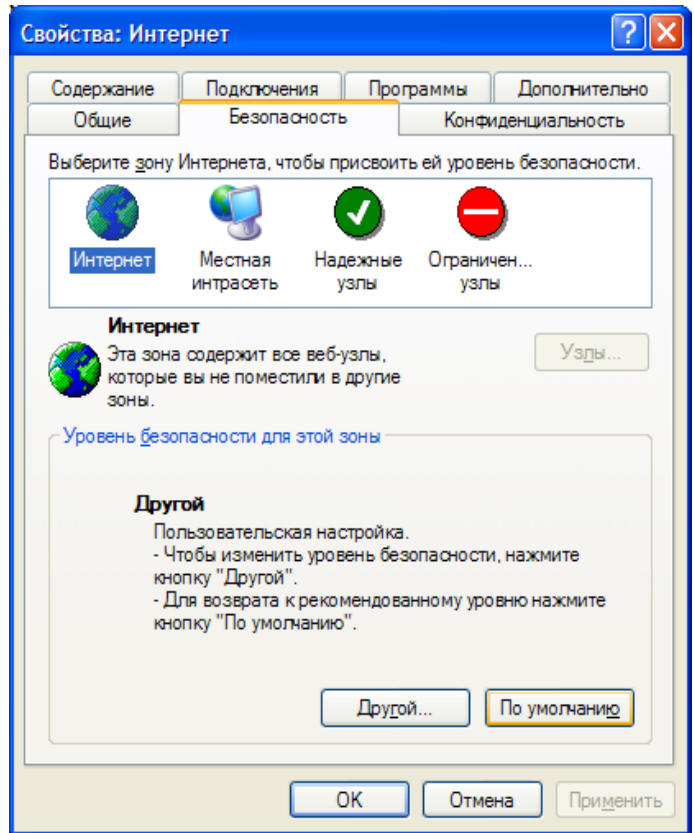 Свойства: Интернет
Содержание Подключения Программы Дополнительно
Общие Безопасность Конфиденциальность
Выберите зону Интернета, чтобы присвоить ей уровень безопасности.
Интернет Местная интрасеть Надежные узлы Ограничен... узлы
Интернет
Эта зона содержит все веб-узлы,
которые вы не поместили в другие
зоны.
Узлы...
Уровень безопасности для этой зоны
Другой
Пользовательская настройка.
- Чтобы изменить уровень безопасности, нажмите
кнопку "Другой".
- Для возврата к рекомендованному уровню нажмите
кнопку "По умолчанию".
Другой... По умолчанию
OK Отмена Применить